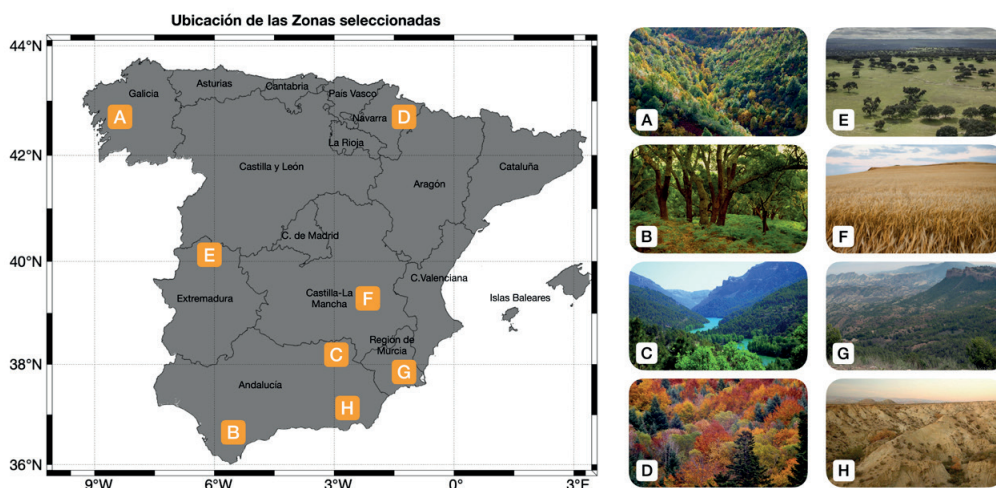 Ubicación de las Zonas seleccionadas
44°N
42°N
40°N
38°N
36°N
9°W
6°W
3°W
0°
3°E
Galicia
Asturias
Cantabria
País Vasco
Navarra
La Rioja
Castilla y León
Aragón
Cataluña
C. de Madrid
Extremadura
Castilla-La
Mancha
C.Valenciana
Islas Baleares
Region de
Murcia
Andalucía
A
D
E
F
C
G
H
B
A
E
B
F
C
G
D
H